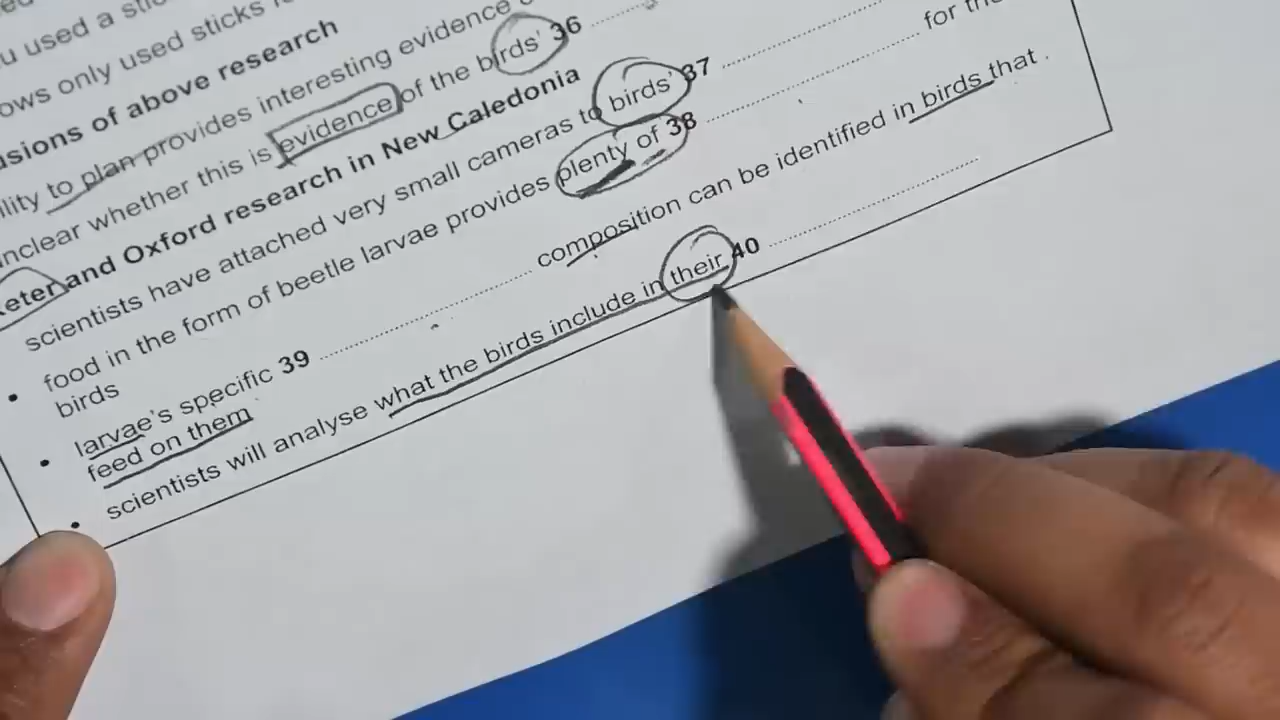 u used a
ows only used sticks
sions of above research
ility to plan provides interesting evidence
nclear whether this is evidence of the birds' 36 ..........
eter and Oxford research in New Caledonia
scientists have attached very small cameras to birds' 37 ....................
food in the form of beetle larvae provides plenty of 38 .................... for the
birds
larvae's specific 39 .................... composition can be identified in birds that
feed on them
scientists will analyse what the birds include in their 40 ....................